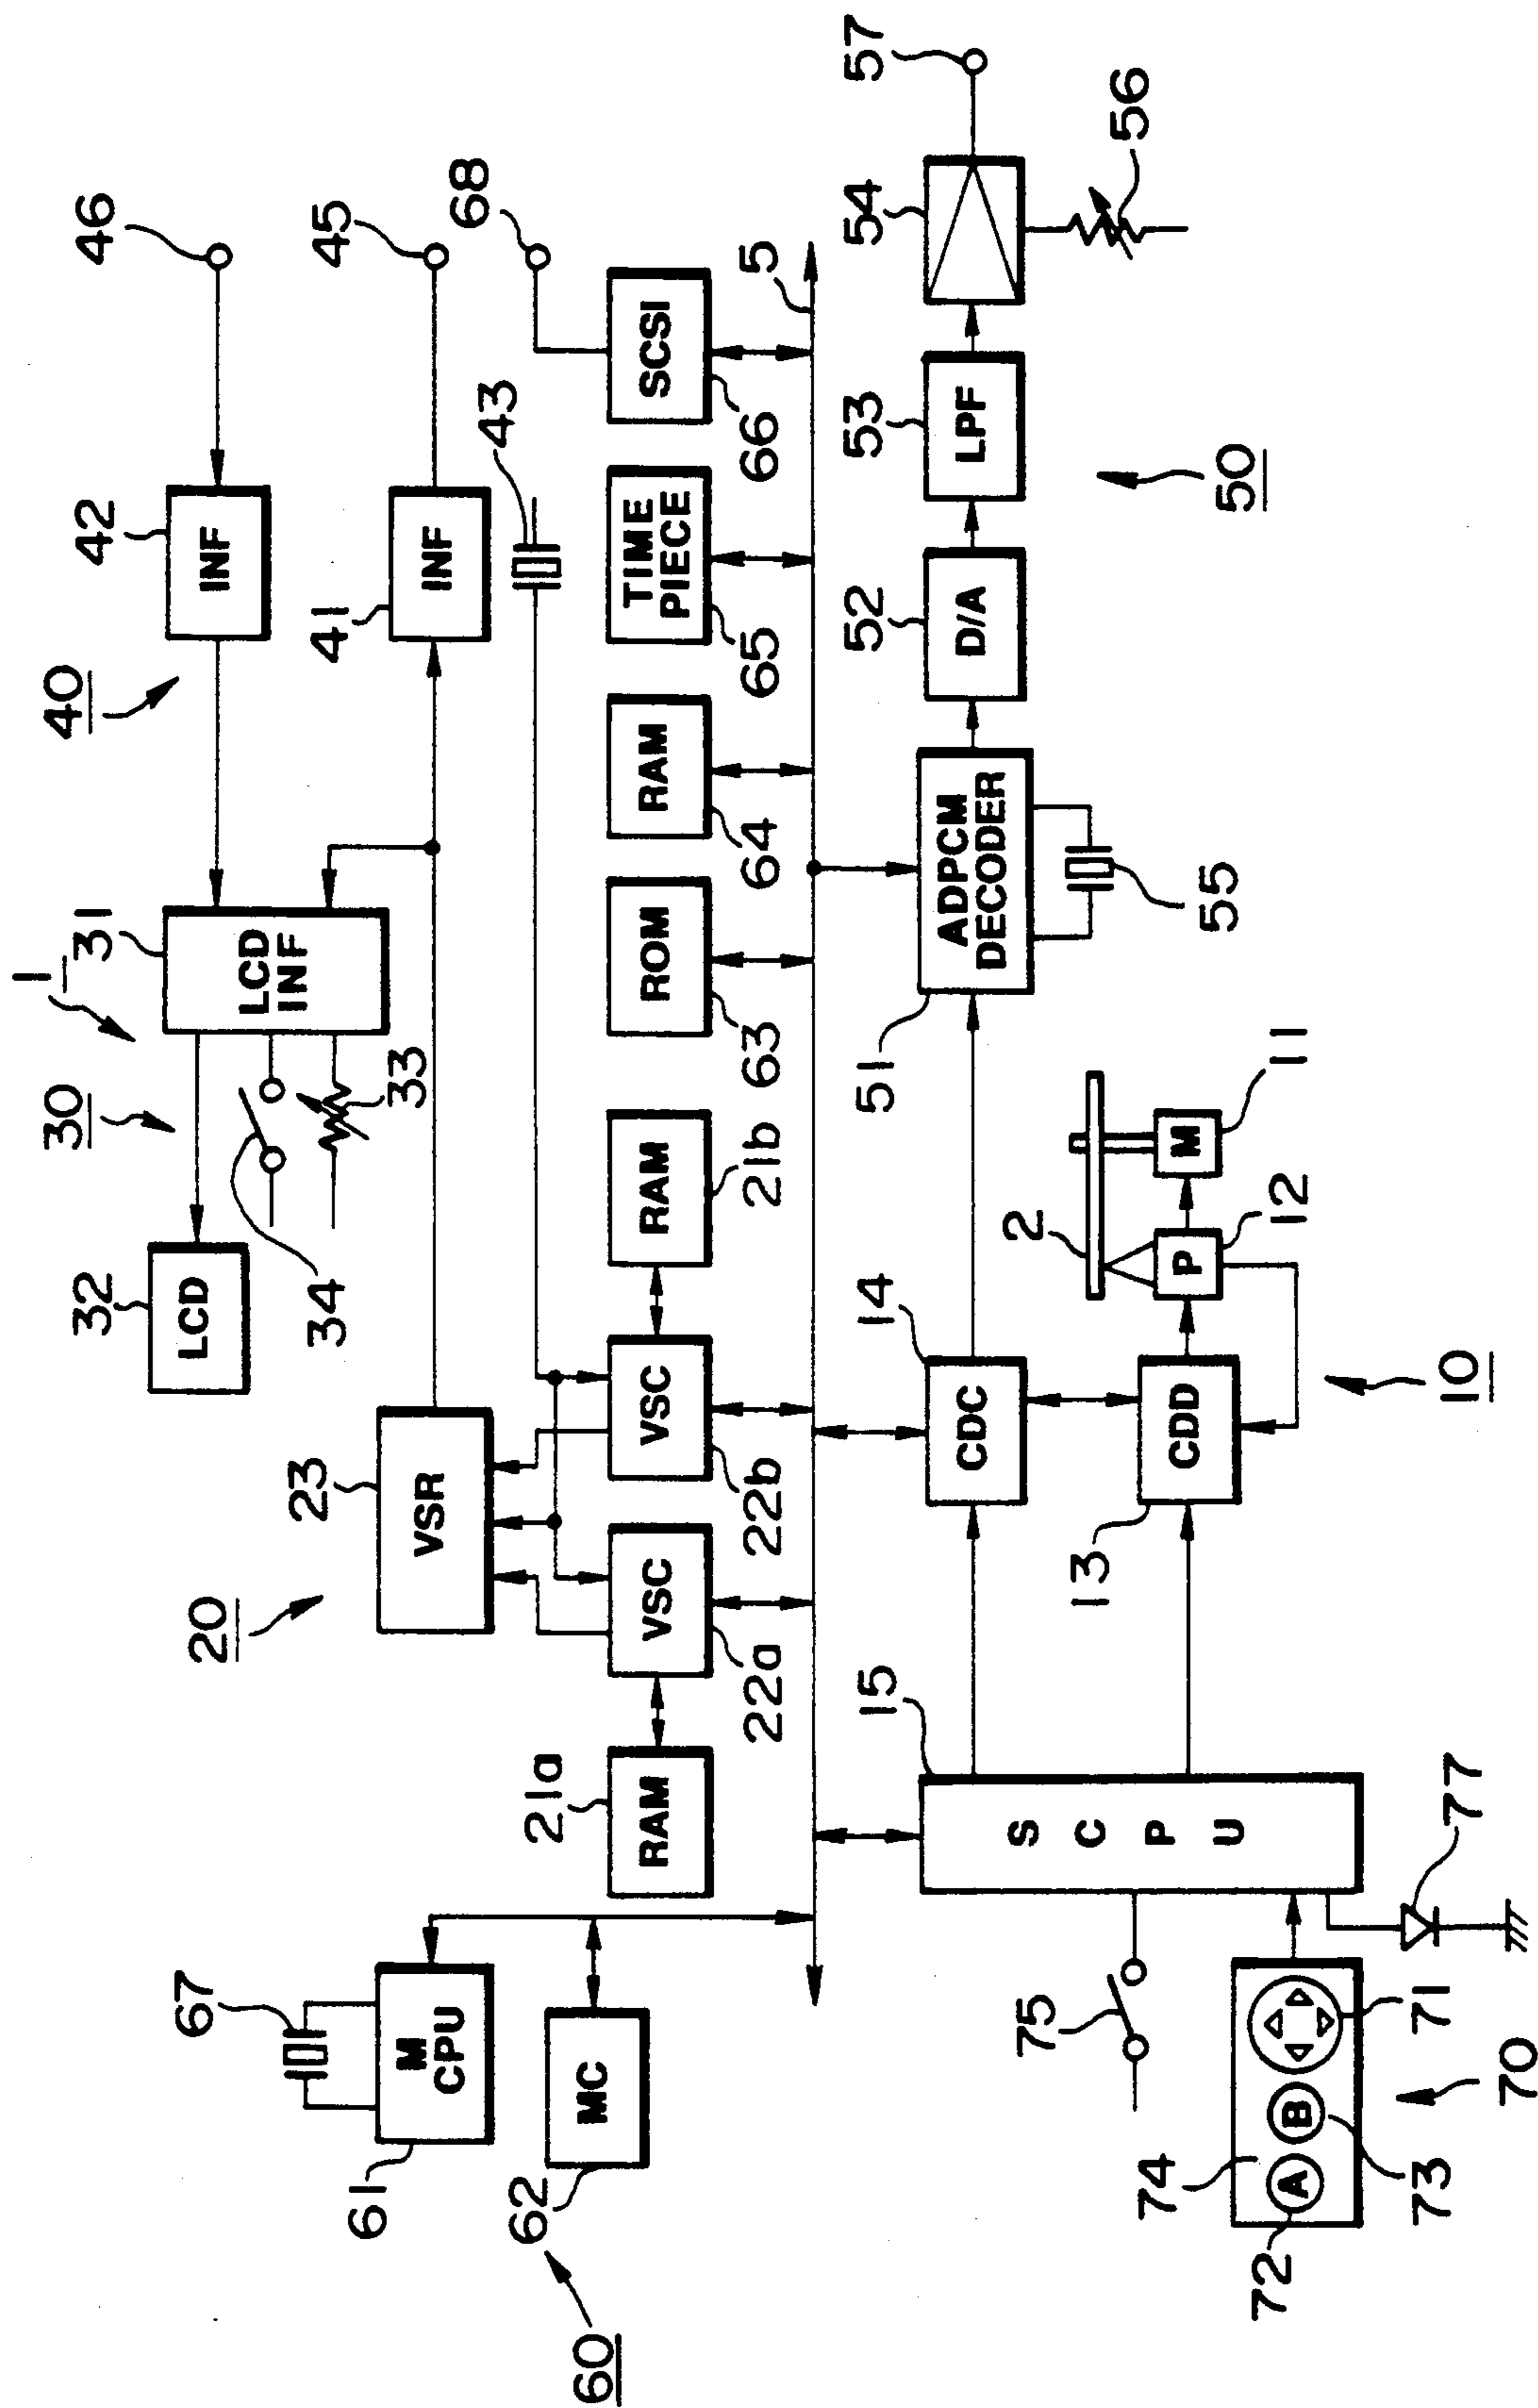 1
40
46
42
INF
31
LCD
INF
30
32
LCD
34
33
41
INF
45
43
68
20
23
VSR
67
M
CPU
61
62
MC
60
21a
RAM
22a
VSC
22b
VSC
21b
RAM
63
ROM
64
RAM
65
TIME
PIECE
66
SCSI
5
15
S
C
P
U
14
CDC
13
CDD
10
2
P
12
M
11
51
ADPCM
DECODER
55
52
D/A
53
LPF
54
56
57
50
75
77
74
72
A
B
73
71
70